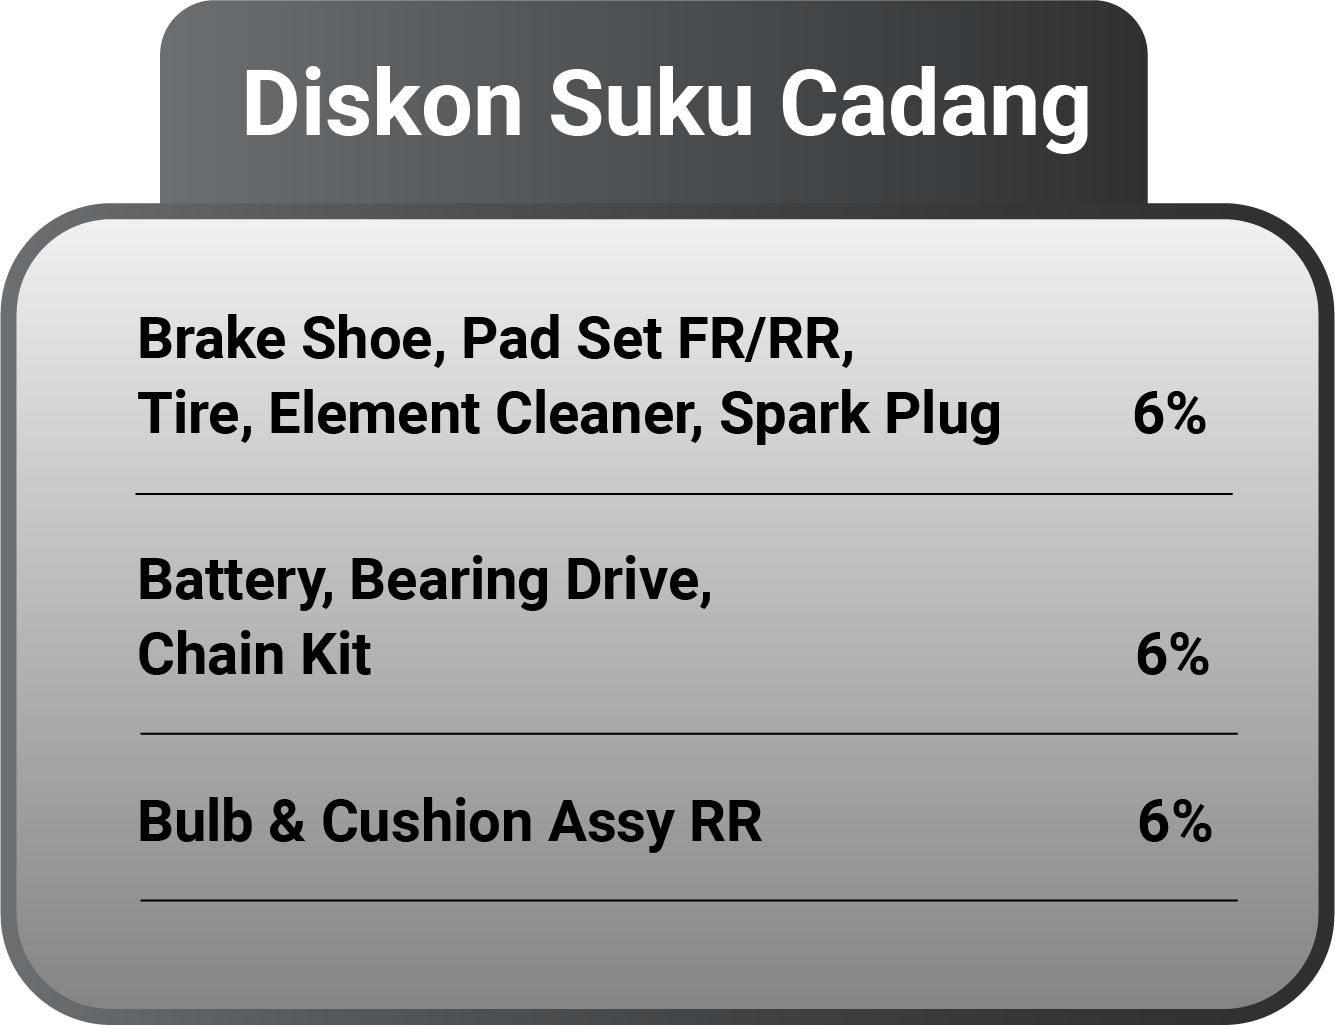 Diskon Suku Cadang
Brake Shoe, Pad Set FR/RR,
Tire, Element Cleaner, Spark Plug 6%
Battery, Bearing Drive,
Chain Kit 6%
Bulb & Cushion Assy RR 6%